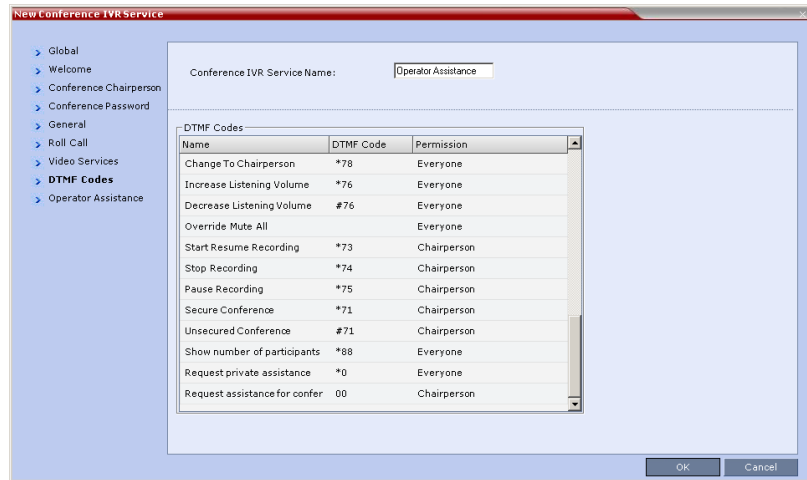 New Conference IVR Service
Global
Welcome
Conference Chairperson
Conference Password
General
Roll Call
Video Services
DTMF Codes
Operator Assistance
Conference IVR Service Name: Operator Assistance
DTMF Codes
Name DTMF Code Permission
Change To Chairperson *78 Everyone
Increase Listening Volume *76 Everyone
Decrease Listening Volume #76 Everyone
Override Mute All Everyone
Start Resume Recording *73 Chairperson
Stop Recording *74 Chairperson
Pause Recording *75 Chairperson
Secure Conference *71 Chairperson
Unsecured Conference #71 Chairperson
Show number of participants *88 Everyone
Request private assistance *0 Everyone
Request assistance for confer 00 Chairperson
OK Cancel